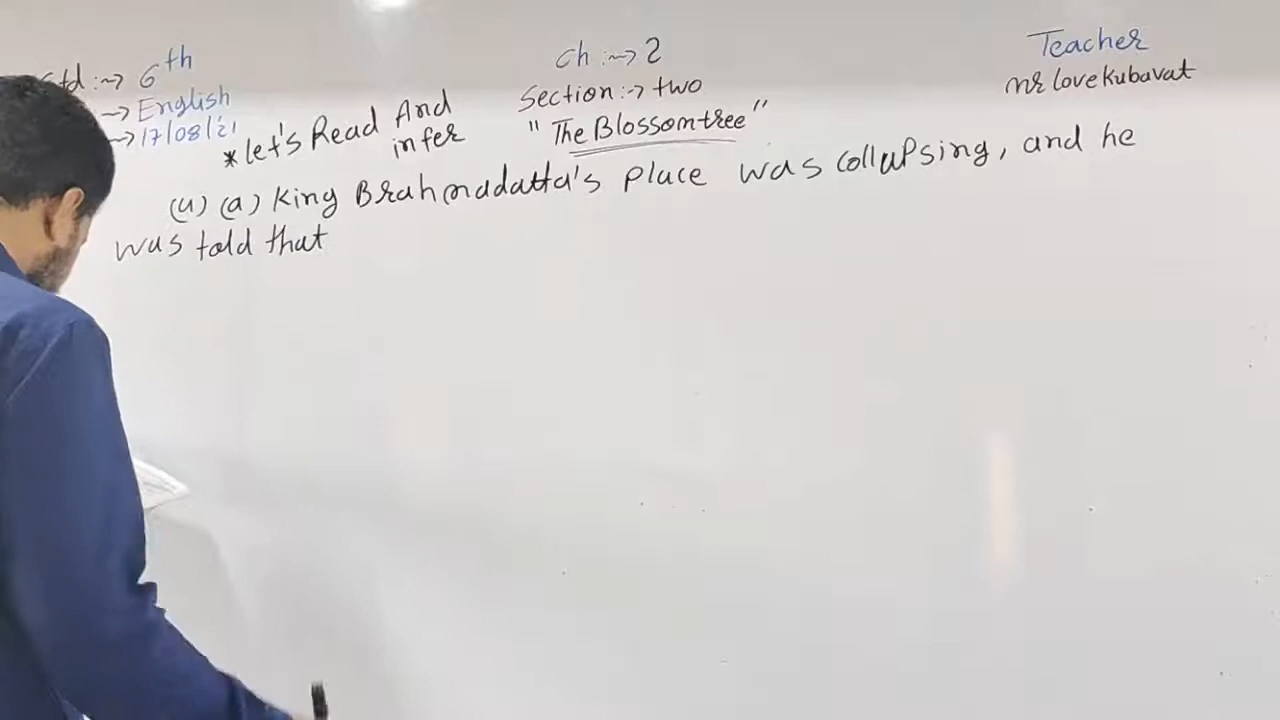 std :~> 6th
~> English
~> 17/08/21
*let's Read And
infer
Ch :~> 2
Section :~> two
"The Blossom tree"
Teacher
mr love kubavat
(4) (a) King Brahmadatta's place was collapsing, and he
was told that